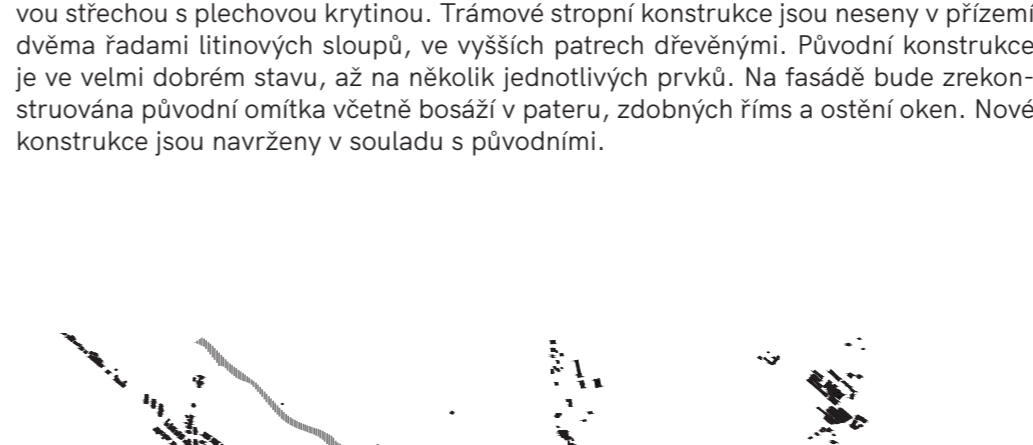 vou střechou s plechovou krytinou. Trámové stropní konstrukce jsou neseny v přízemí
dvěma řadami litinových sloupů, ve vyšších patrech dřevěnými. Původní konstrukce
je ve velmi dobrém stavu, až na několik jednotlivých prvků. Na fasádě bude zrekon-
struována původní omítka včetně bosáží v pateru, zdobných říms a ostění oken. Nové
konstrukce jsou navrženy v souladu s původními.